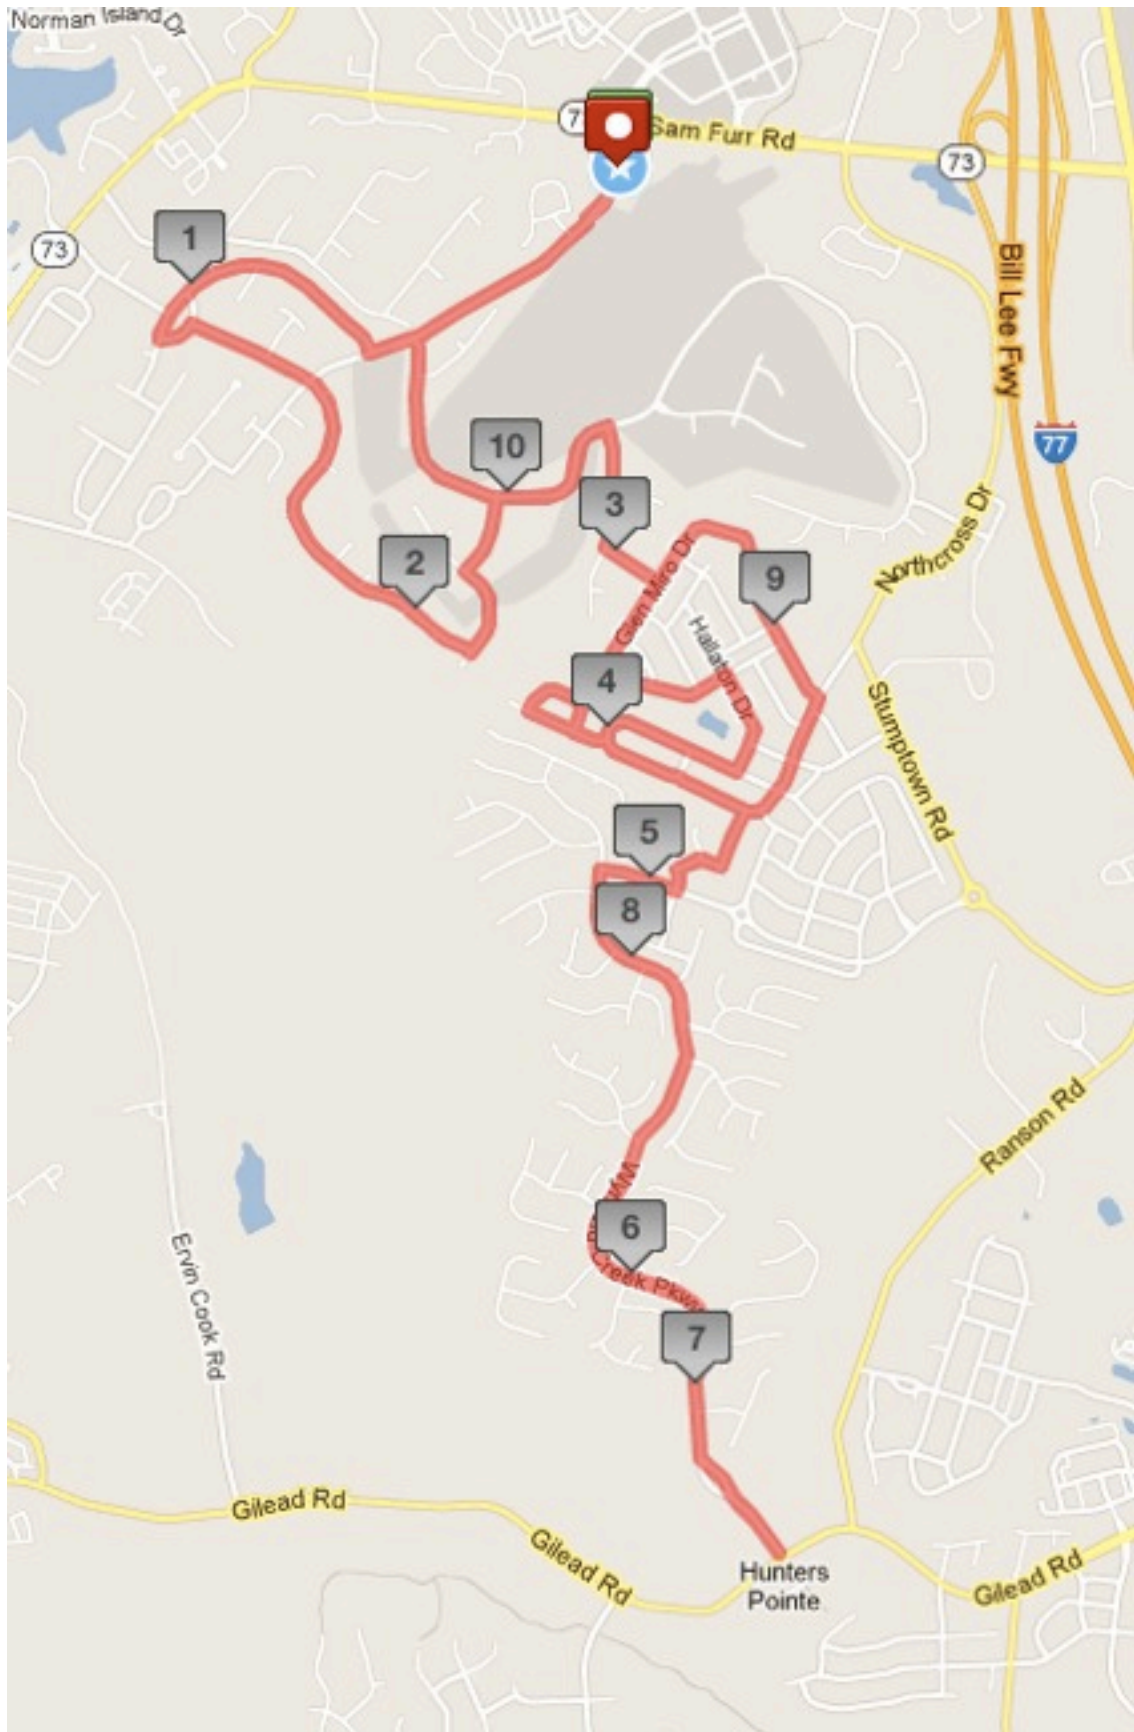 Norman Island Dr
Sam Furr Rd
73
73
1
Bill Lee Fwy
77
10
3
2
9
Northcross Dr
Glen Miro Dr
Hallaton Dr
4
Stumptown Rd
5
8
Ranson Rd
6
Creek Pkwy
7
Ervin Cook Rd
Gilead Rd
Gilead Rd
Gilead Rd
Hunters
Pointe